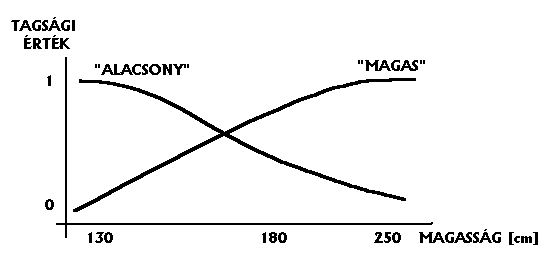 TAGSÁGI
ÉRTÉK
"ALACSONY"
"MAGAS"
1
0
130
180
250
MAGASSÁG [cm]